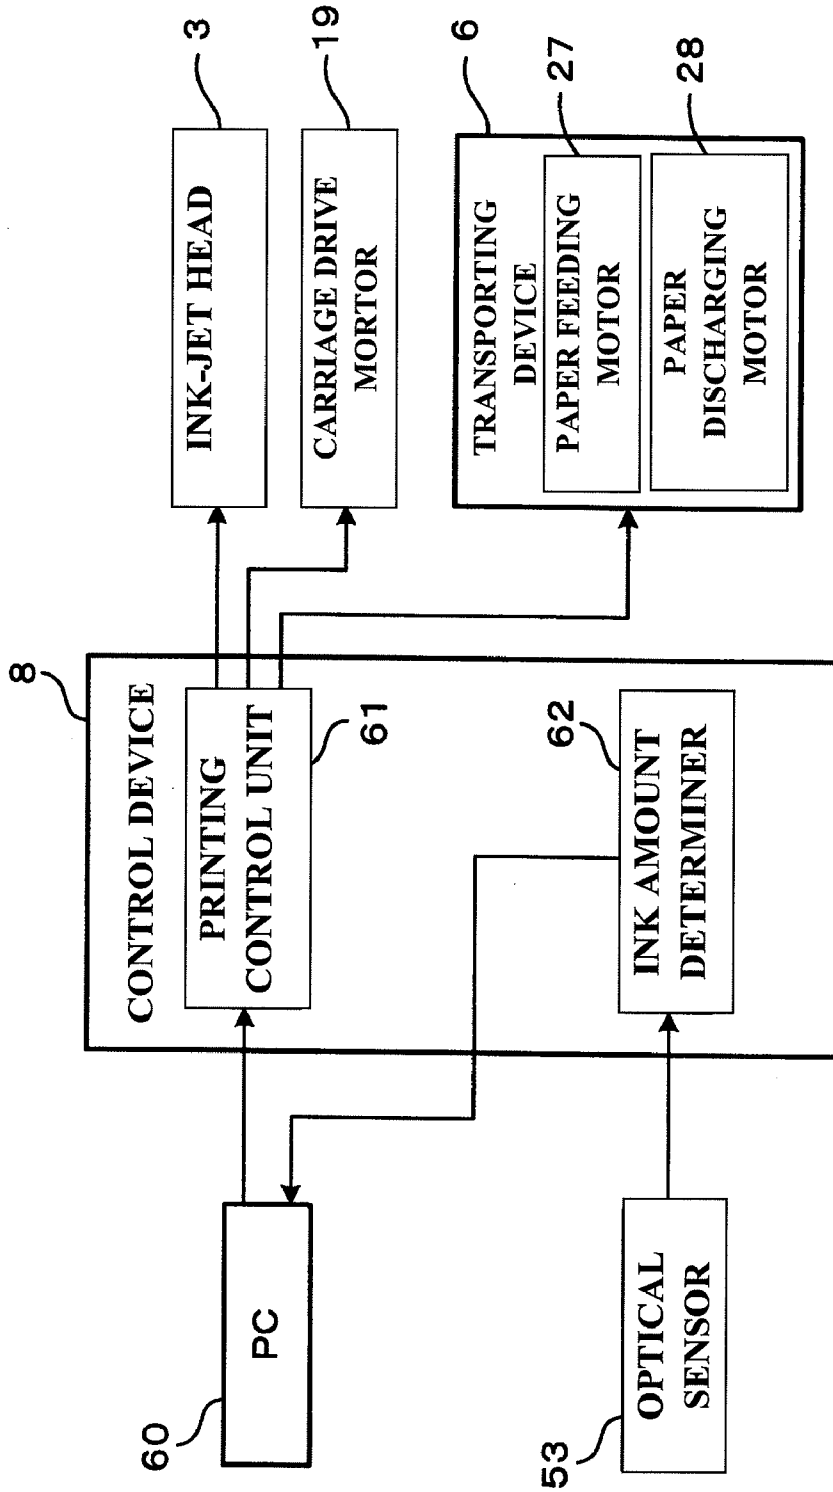 8
CONTROL DEVICE
60
PC
PRINTING
CONTROL UNIT
61
INK-JET HEAD
3
CARRIAGE DRIVE
MORTOR
19
TRANSPORTING
DEVICE
6
PAPER FEEDING
MOTOR
27
PAPER
DISCHARGING
MOTOR
28
53
OPTICAL
SENSOR
INK AMOUNT
DETERMINER
62